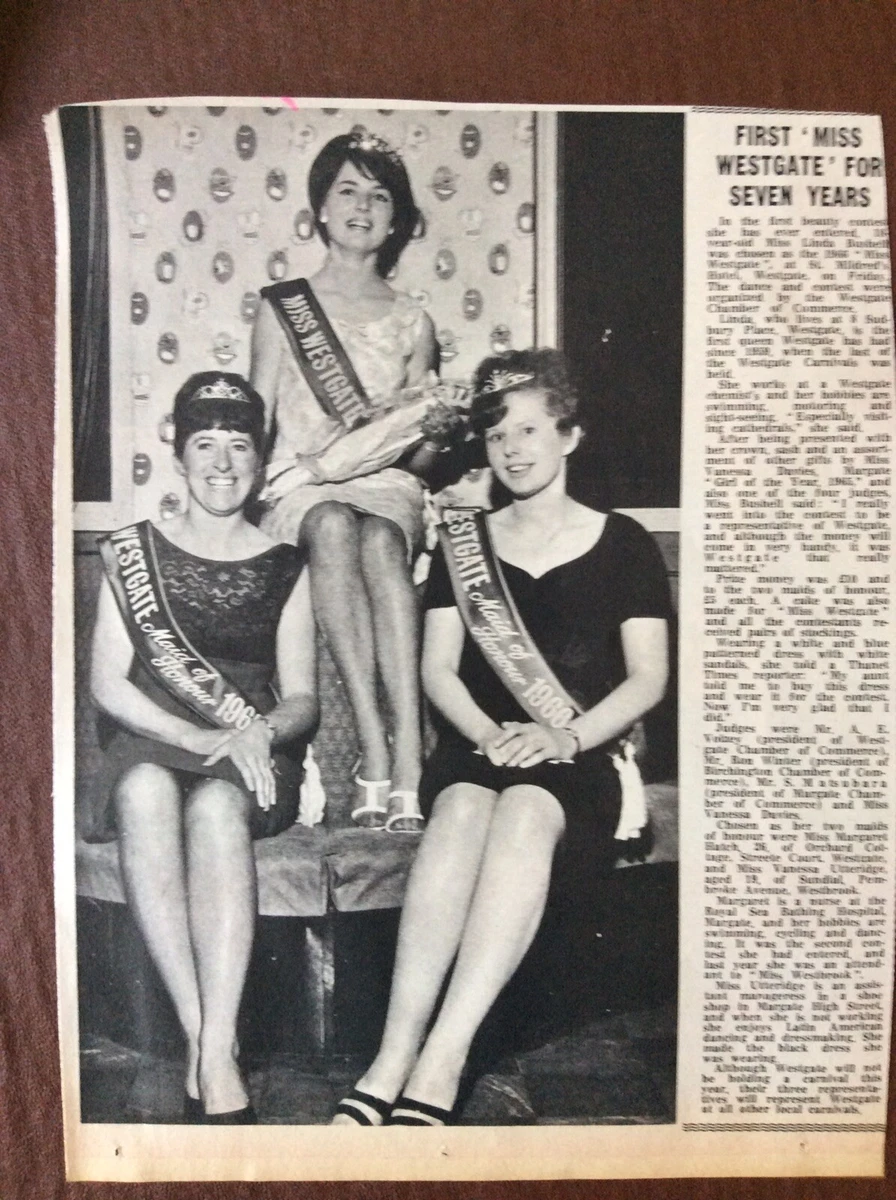 FIRST ‘MISS
WESTGATE’ FOR
SEVEN YEARS
In the first beauty contest
she has ever entered,
year-old Miss Linda Bushell
was chosen as the 1966 “Miss
Westgate”, at St. Mildred's
Hotel, Westgate, on Friday.
The dance and contest were
organized by the Westgate
Chamber of Commerce.
Linda, who lives at 8 Sud-
bury Place, Westgate, is the
first queen Westgate has had
since 1959, when the last of
the Westgate Carnivals was
held.
She works at a Westgate
chemist's and her hobbies are
swimming, motoring and
sight-seeing. “Especially visit-
ing cathedrals,” she said.
After being presented with
her crown, sash and an assort-
ment of other gifts by Miss
Vanessa Davies, Margate
“Girl of the Year, 1965,” and
also one of the four judges,
Miss Bushell said: “I really
went into the contest to be
a representative of Westgate
and although the money will
come in very handy, it was
Westgate that really
mattered.”
Prize money was £10 and
to the two maids of honour,
£5 each. A cake was also
made for “Miss Westgate”
and all the contestants re-
ceived pairs of stockings.
Wearing a white and blue
patterned dress with white
sandals, she told a Thanet
Times reporter: “My aunt
told me to buy this dress
and wear it for the contest.
Now I'm very glad that I
did.”
Judges were Mr. A. E.
(president of West-
gate Chamber of Commerce),
Mr. Ron Winter (president of
Birchington Chamber of Com-
merce), Mr. S. Matsubara
(president of Margate Cham-
ber of Commerce) and Miss
Vanessa Davies.
Chosen as her two maids
of honour were Miss Margaret
Hatch, 26, of Orchard Cot-
tage, Streete Court, Westgate,
and Miss Vanessa Utteridge,
aged 19, of Sundial, Pem-
broke Avenue, Westbrook.
Margaret is a nurse at the
Royal Sea Bathing Hospital,
Margate, and her hobbies are
swimming, cycling and danc-
ing. It was the second con-
test she had entered, and
last year she was an attend-
ant to “Miss Westbrook”.
Miss Utteridge is an assis-
tant manageress in a shoe
shop in Margate High Street,
and when she is not working
she enjoys Latin American
dancing and dressmaking. She
made the black dress she
was wearing.
Although Westgate will not
be holding a carnival this
year, their three representa-
tives will represent Westgate
at all other local carnivals.
MISS WESTGATE
WESTGATE Maid of
Honour 196
ESTGATE Maid of
Honour 1966